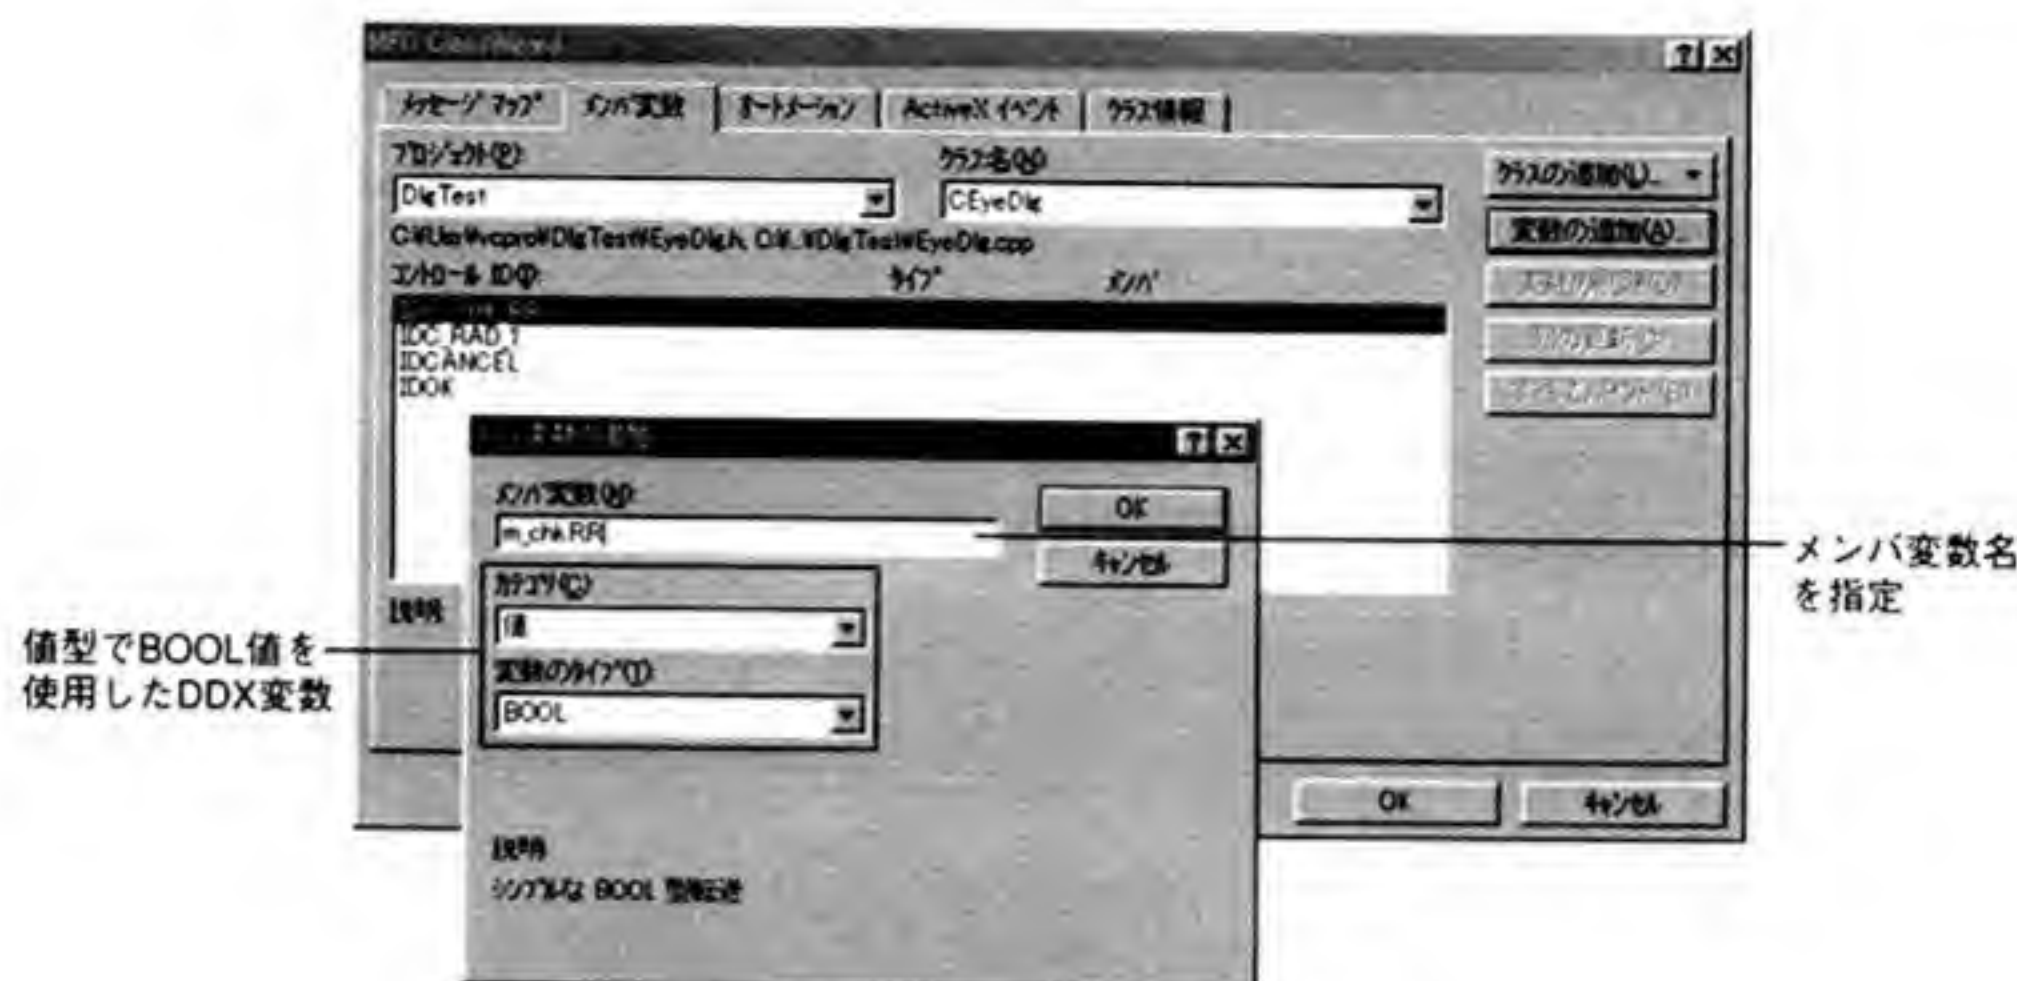 MFC ClassWizard
メッセージ マップ メンバ変数 オートメーション ActiveX イベント クラス情報
プロジェクト(P): クラス名(N):
DlgTest CEyeDlg
クラスの追加(L)...
変数の追加(A)...
コントロール ID(I): タイプ メンバ
IDC_RAD_1
IDCANCEL
IDOK
メンバ変数(N):
m_chkRR
OK
キャンセル
カテゴリ(C):
値
変数のタイプ(T):
BOOL
説明
シンプルな BOOL 型転送
説明
OK キャンセル
メンバ変数名
を指定
値型でBOOL値を
使用したDDX変数